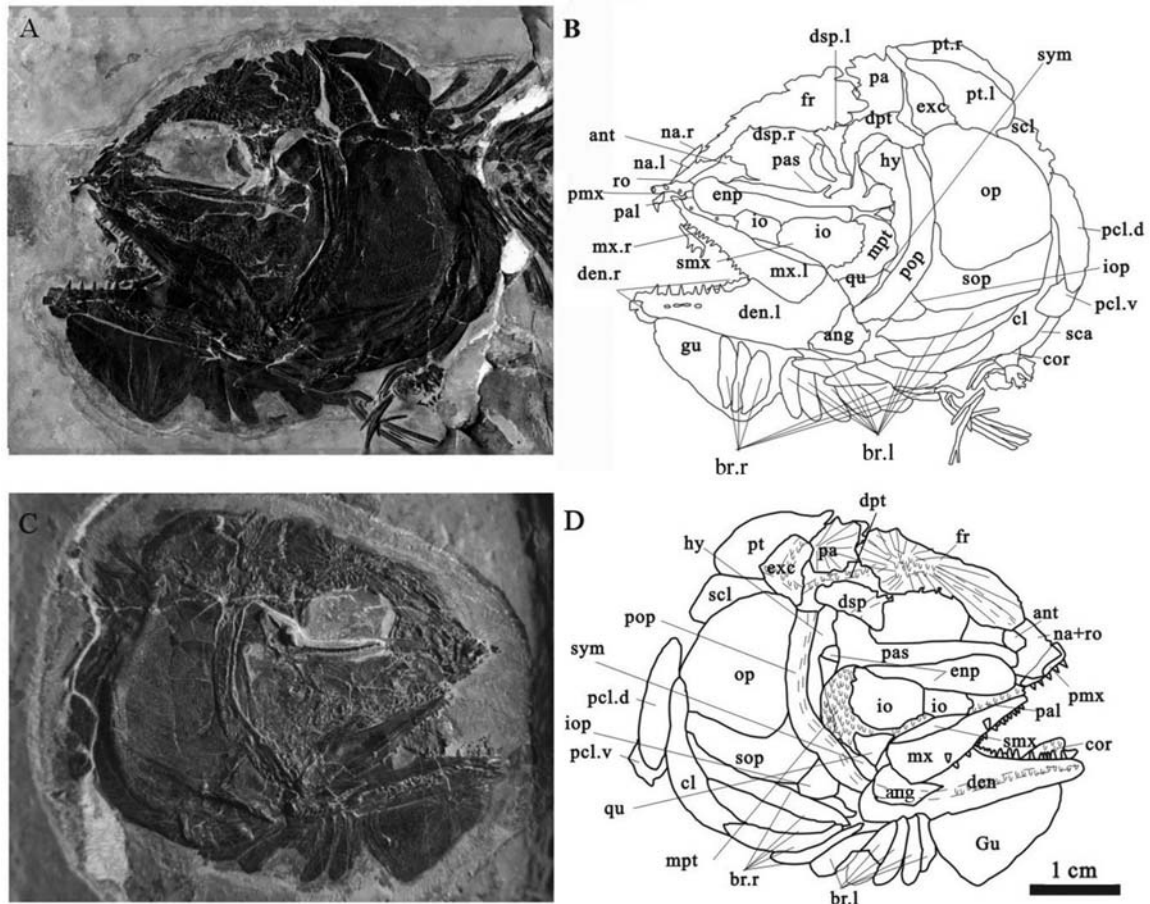 A
B
dsp.l
pt.r
sym
pa
pt.l
fr
exc
ant
na.r
dsp.r
dpt
scl
na.l
pas
hy
ro
enp
op
pmx
pal
io
io
mpt
pcl.d
mx.r
smx
mx.l
qu
pop
iop
den.r
sop
den.l
cl
pcl.v
gu
ang
sca
cor
br.r
br.l
C
D
dpt
hy
pt
pa
fr
exc
scl
dsp
ant
pop
na+ro
pas
sym
op
enp
pmx
pcl.d
io
io
pal
iop
smx
cor
pcl.v
sop
mx
cl
ang
den
qu
Gu
mpt
br.r
br.l
1 cm